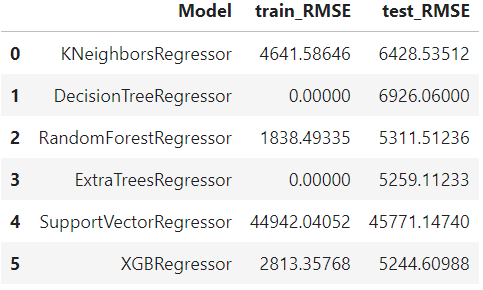 Model train_RMSE test_RMSE
0 KNeighborsRegressor 4641.58646 6428.53512
1 DecisionTreeRegressor 0.00000 6926.06000
2 RandomForestRegressor 1838.49335 5311.51236
3 ExtraTreesRegressor 0.00000 5259.11233
4 SupportVectorRegressor 44942.04052 45771.14740
5 XGBRegressor 2813.35768 5244.60988